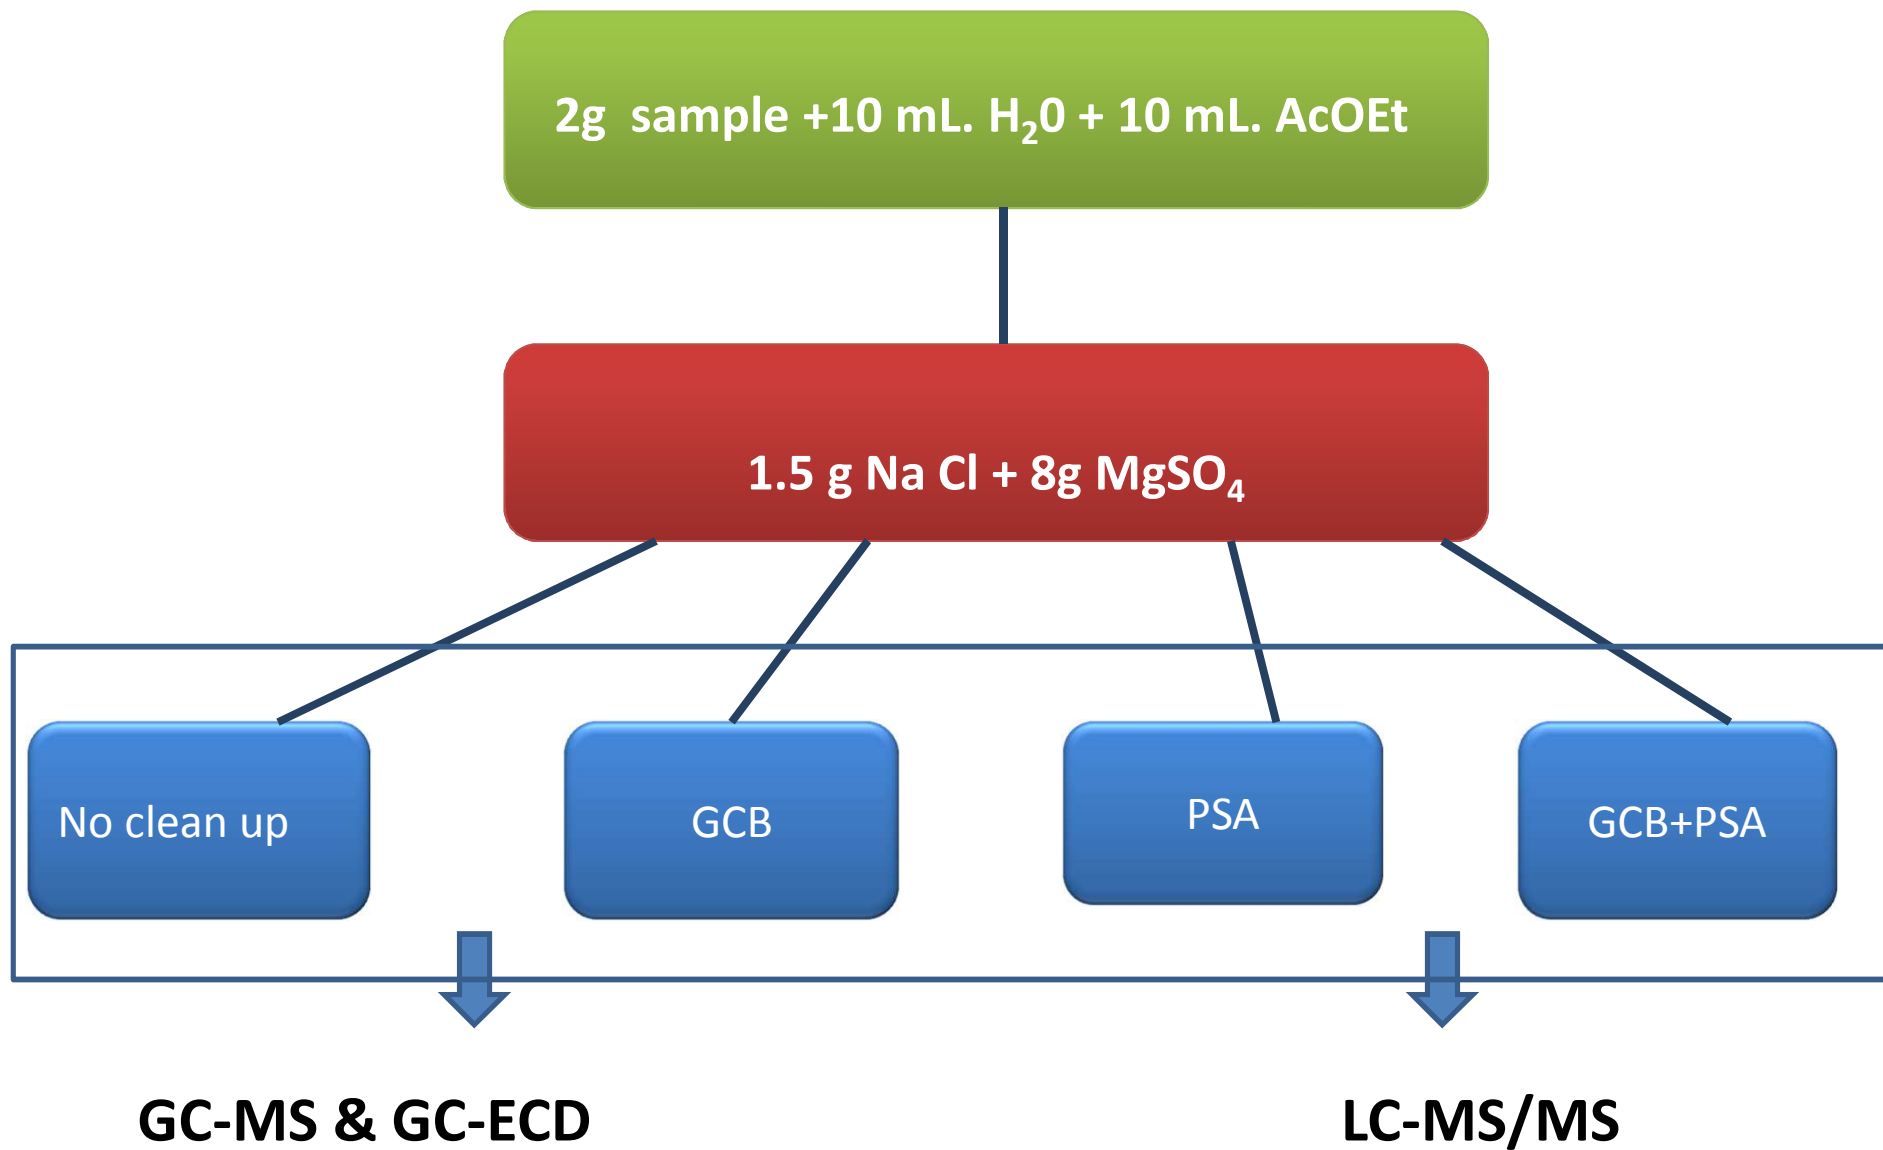 2g  sample +10 mL. H₂0 + 10 mL. AcOEt
1.5 g Na Cl + 8g MgSO₄
No clean up
GCB
PSA
GCB+PSA
GC-MS & GC-ECD
LC-MS/MS